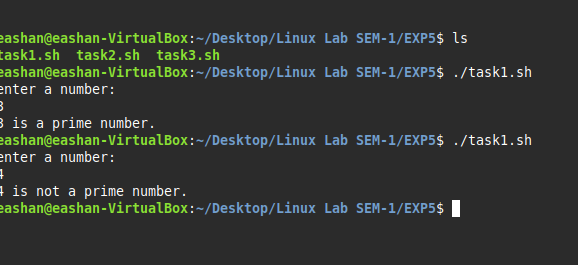 eashan@eashan-VirtualBox:~/Desktop/Linux Lab SEM-1/EXP5$ ls
task1.sh  task2.sh  task3.sh
eashan@eashan-VirtualBox:~/Desktop/Linux Lab SEM-1/EXP5$ ./task1.sh
enter a number:
3
3 is a prime number.
eashan@eashan-VirtualBox:~/Desktop/Linux Lab SEM-1/EXP5$ ./task1.sh
enter a number:
4
4 is not a prime number.
eashan@eashan-VirtualBox:~/Desktop/Linux Lab SEM-1/EXP5$